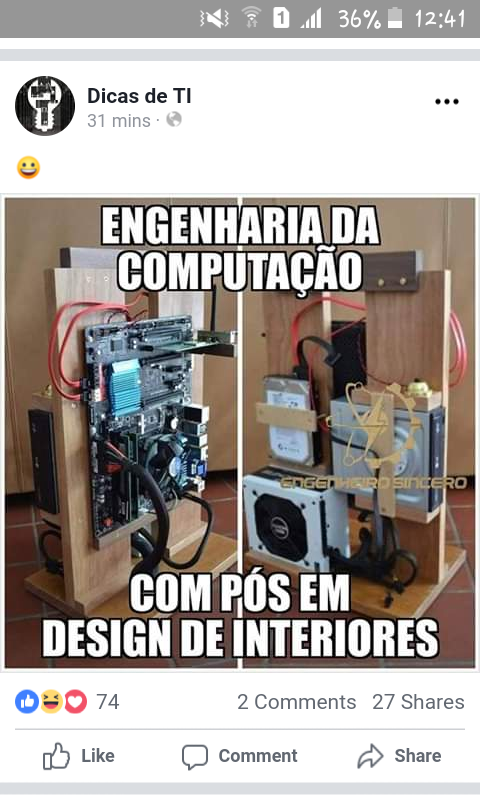 36% 12:41
Dicas de TI
31 mins ·
ENGENHARIA DA
COMPUTAÇÃO
ENGENHEIRO SINCERO
COM PÓS EM
DESIGN DE INTERIORES
74 2 Comments 27 Shares
Like Comment Share